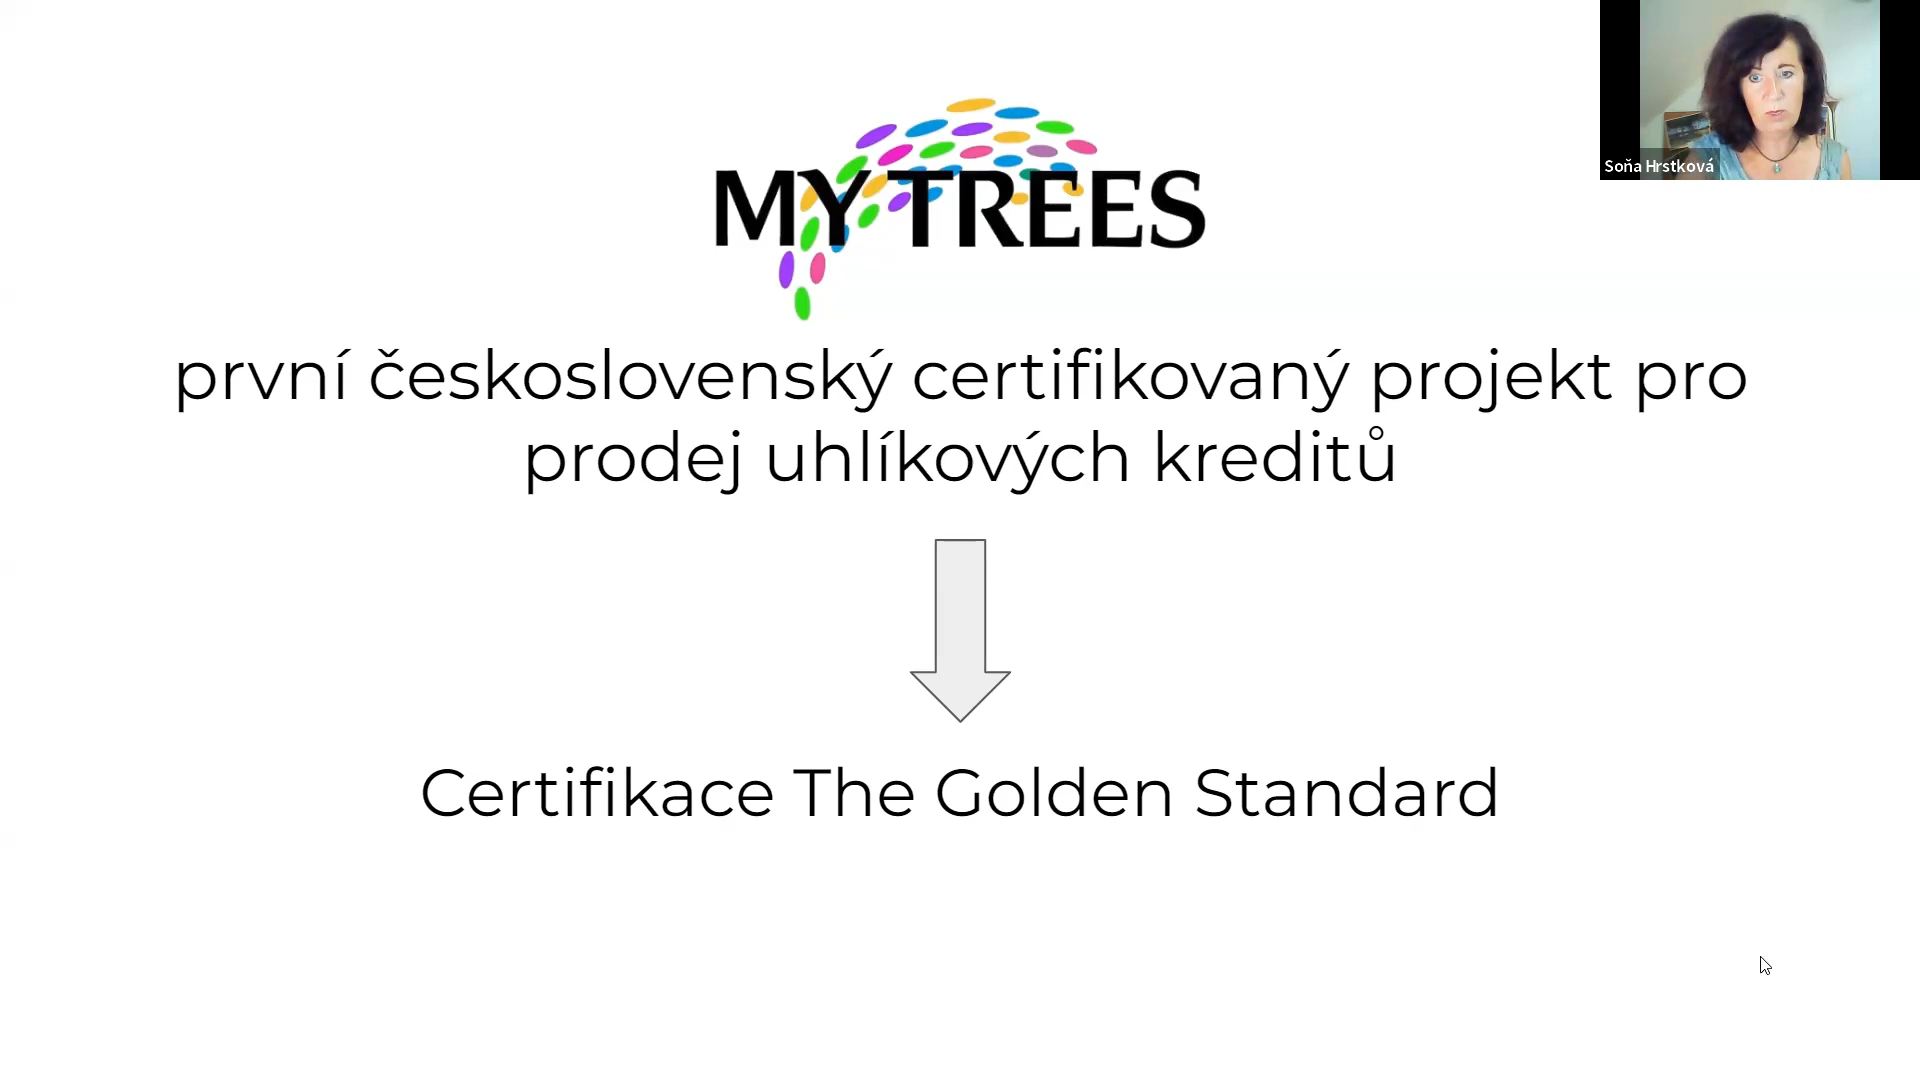 MY TREES
Soňa Hrstková
první československý certifikovaný projekt pro
prodej uhlíkových kreditů
Certifikace The Golden Standard